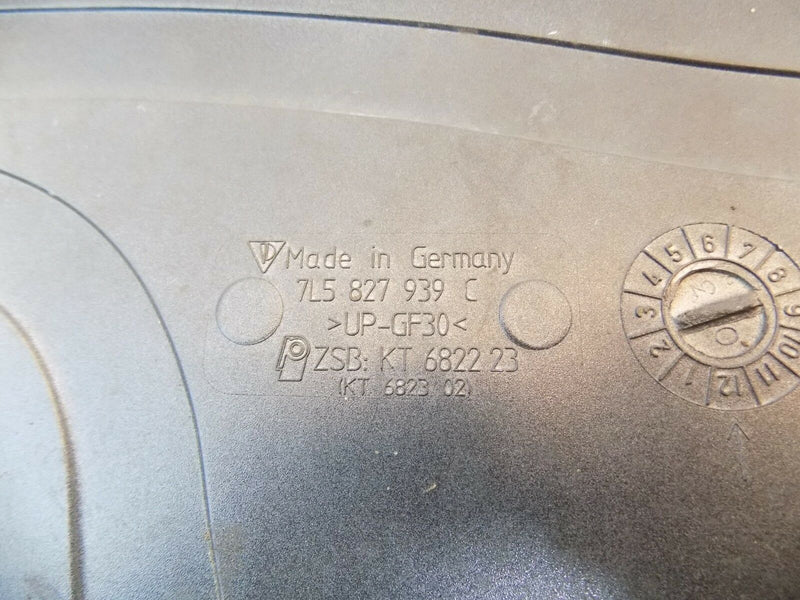 Made in Germany
7L5 827 939 C
>UP-GF30<
ZSB: KT 6822 23
(KT 6823 02)
1 2 3 4 5 6 7 8 9 10 11 12